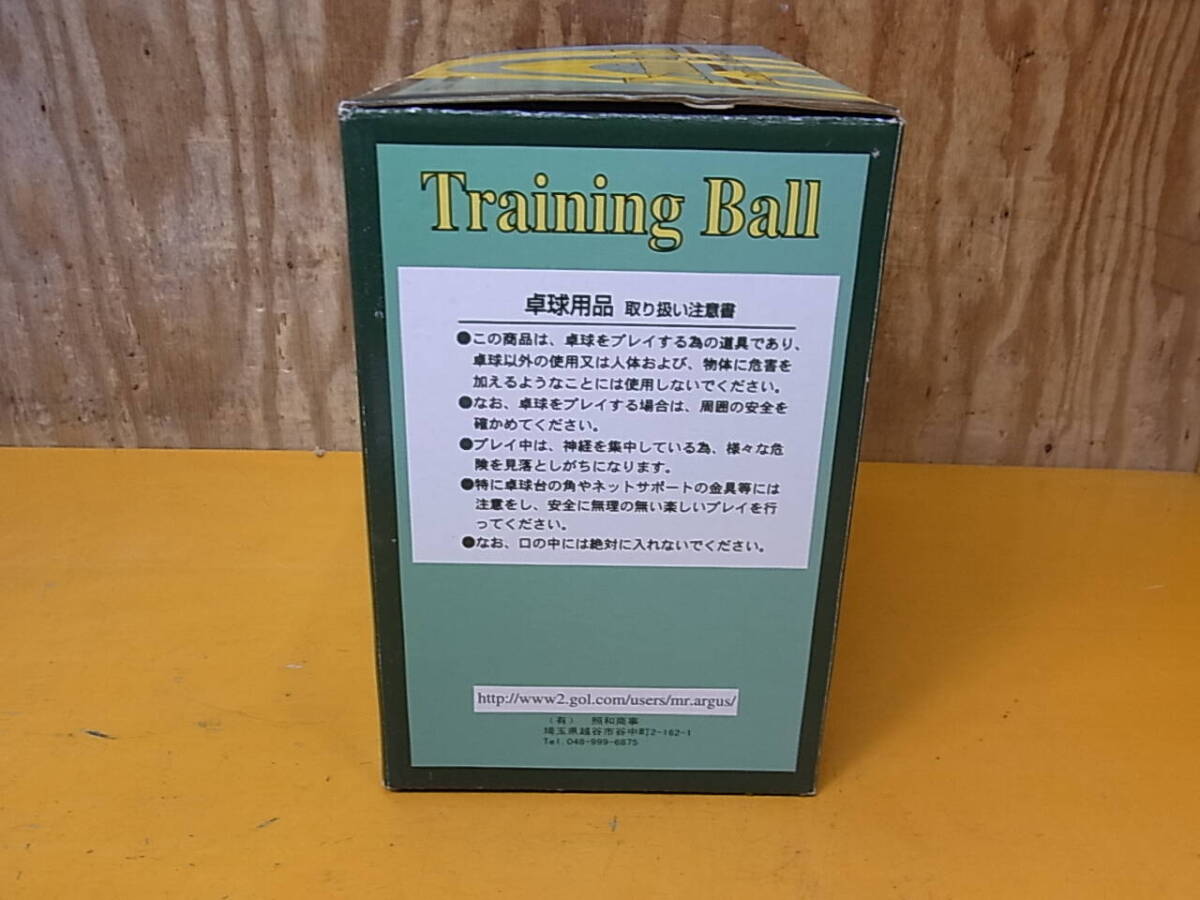 Training Ball
卓球用品 取り扱い注意書
●この商品は、卓球をプレイする為の道具であり、
卓球以外の使用又は人体および、物体に危害を
加えるようなことには使用しないでください。
●なお、卓球をプレイする場合は、周囲の安全を
確かめてください。
●プレイ中は、神経を集中している為、様々な危
険を見落としがちになります。
●特に卓球台の角やネットサポートの金具等には
注意をし、安全に無理の無い楽しいプレイを行
ってください。
●なお、口の中には絶対に入れないでください。
http://www2.gol.com/users/mr.argus/
(有) 照和商事
埼玉県越谷市谷中町2-162-1
Tel.048-999-6875